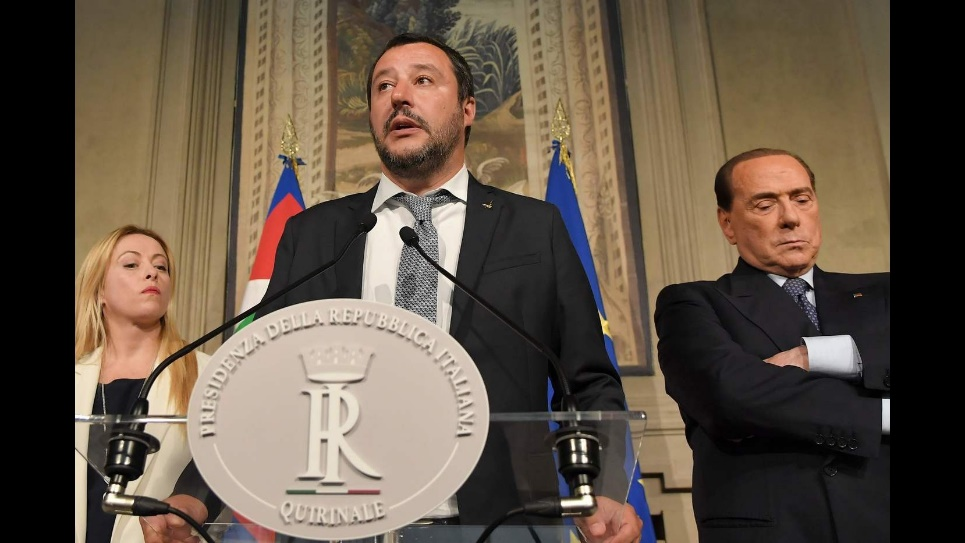 PRESIDENZA DELLA REPUBBLICA ITALIANA
RI
QUIRINALE